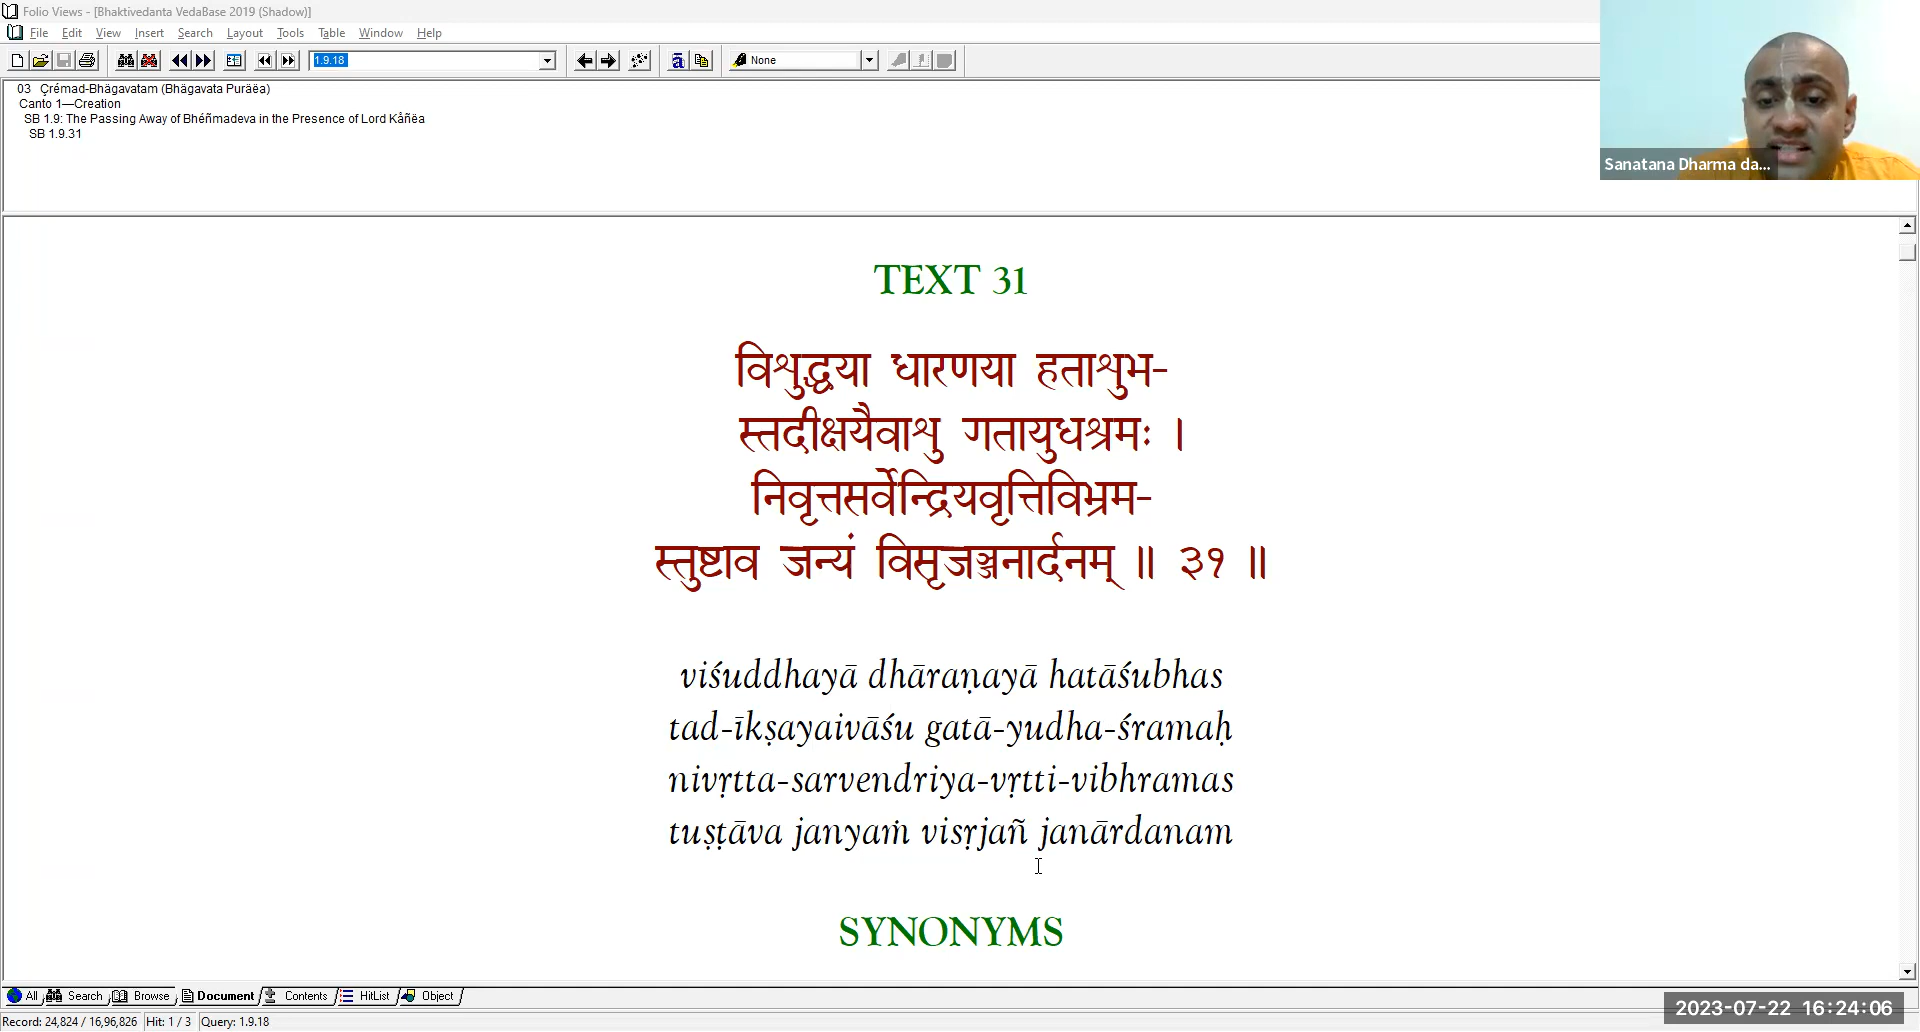 Folio Views - [Bhaktivedanta VedaBase 2019 (Shadow)]
File Edit View Insert Search Layout Tools Table Window Help
1.9.18 None
03 Çrémad-Bhägavatam (Bhägavata Puräëa)
Canto 1—Creation
SB 1.9: The Passing Away of Bhéñmadeva in the Presence of Lord Kåñëa
SB 1.9.31
Sanatana Dharma da...
TEXT 31
विशुद्धया धारणया हताशुभ-
स्तदीक्षयैवाशु गतायुधश्रमः ।
निवृत्तसर्वेन्द्रियवृत्तिविभ्रम-
स्तुष्टाव जन्यं विसृजञ्जनार्दनम् ॥ ३१ ॥
viśuddhayā dhāraṇayā hatāśubhas
tad-īkṣayaivāśu gatā-yudha-śramaḥ
nivṛtta-sarvendriya-vṛtti-vibhramas
tuṣṭāva janyaṁ visṛjañ janārdanam
SYNONYMS
All Search Browse Document Contents HitList Object
Record: 24,824 / 16,96,826 Hit: 1 / 3 Query: 1.9.18
2023-07-22 16:24:06